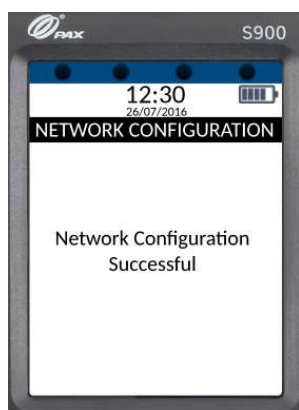 PAX S900
12:30
26/07/2016
NETWORK CONFIGURATION
Network Configuration
Successful